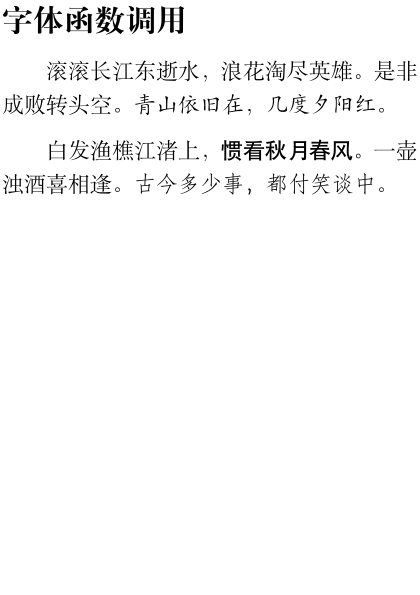 字体函数调用
滚滚长江东逝水，浪花淘尽英雄。是非
成败转头空。青山依旧在，几度夕阳红。
白发渔樵江渚上，惯看秋月春风。一壶
浊酒喜相逢。古今多少事，都付笑谈中。